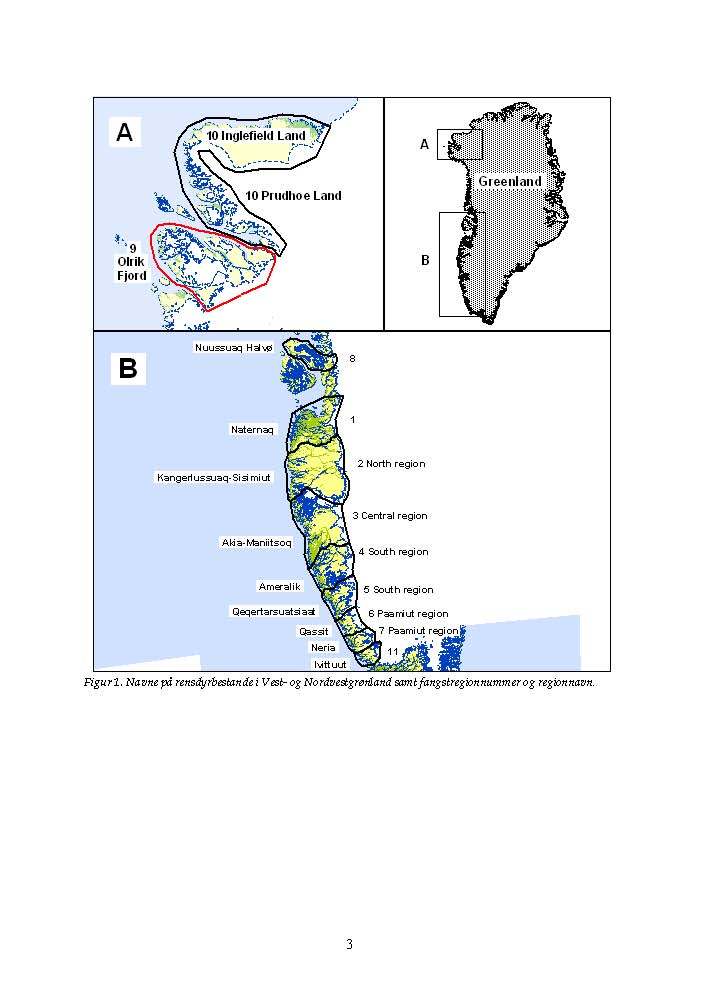 A
10 Inglefield Land
10 Prudhoe Land
9
Olrik
Fjord
A
Greenland
B
B
Nuussuaq Halvø
8
1
Naternaq
2 North region
Kangerlussuaq-Sisimiut
3 Central region
Akia-Maniitsoq
4 South region
Ameralik
5 South region
Qeqertarsuatsiaat
6 Paamiut region
Qassit
7 Paamiut region
Neria
11
Ivittuut
Figur 1. Navne på rensdyrbestande i Vest- og Nordvestgrønland samt fangstregionnummer og regionnavn.
3